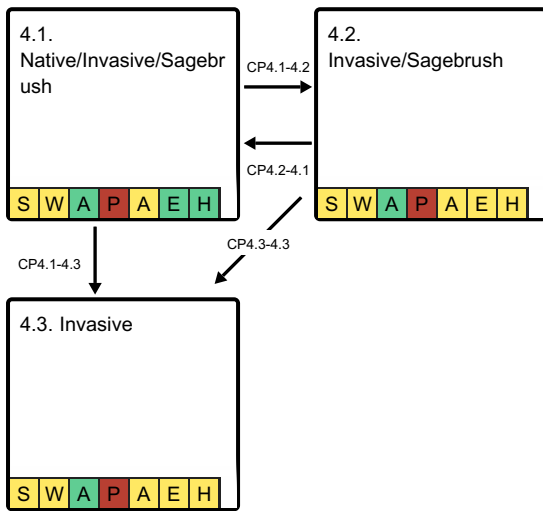 4.1.
Native/Invasive/Sagebr
ush
S W A P A E H
CP4.1-4.2
CP4.2-4.1
4.2.
Invasive/Sagebrush
S W A P A E H
CP4.1-4.3
CP4.3-4.3
4.3. Invasive
S W A P A E H